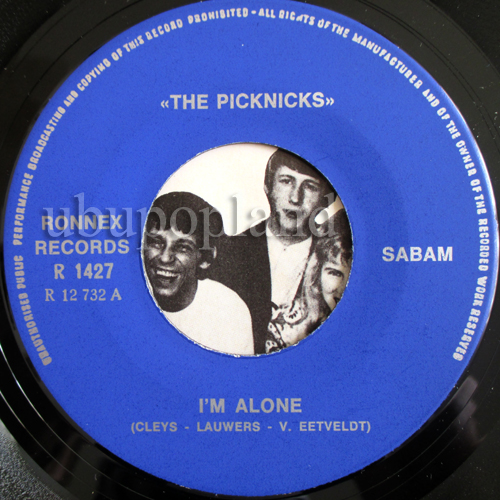 UNAUTHORISED PUBLIC PERFORMANCE BROADCASTING AND COPYING OF THIS RECORD PROHIBITED - ALL RIGHTS OF THE MANUFACTURER AND OF THE OWNER OF THE RECORDED WORK RESERVED
«THE PICKNICKS»
ubupopland
RONNEX
RECORDS
R 1427
R 12 732 A
SABAM
I'M ALONE
(CLEYS - LAUWERS - V. EETVELDT)